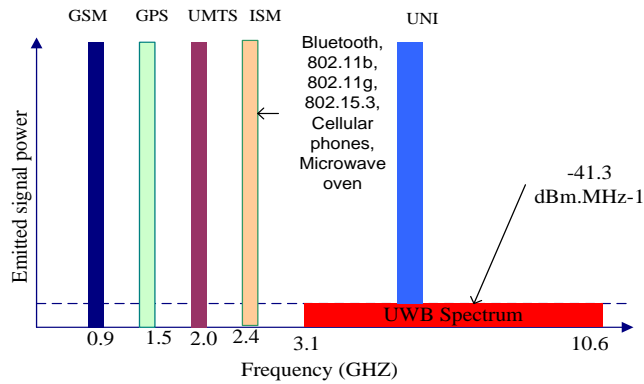 GSM
GPS
UMTS
ISM
UNI
Bluetooth,
802.11b,
802.11g,
802.15.3,
Cellular
phones,
Microwave
oven
-41.3
dBm.MHz-1
Emitted signal power
UWB Spectrum
0.9
1.5
2.0
2.4
3.1
10.6
Frequency (GHZ)